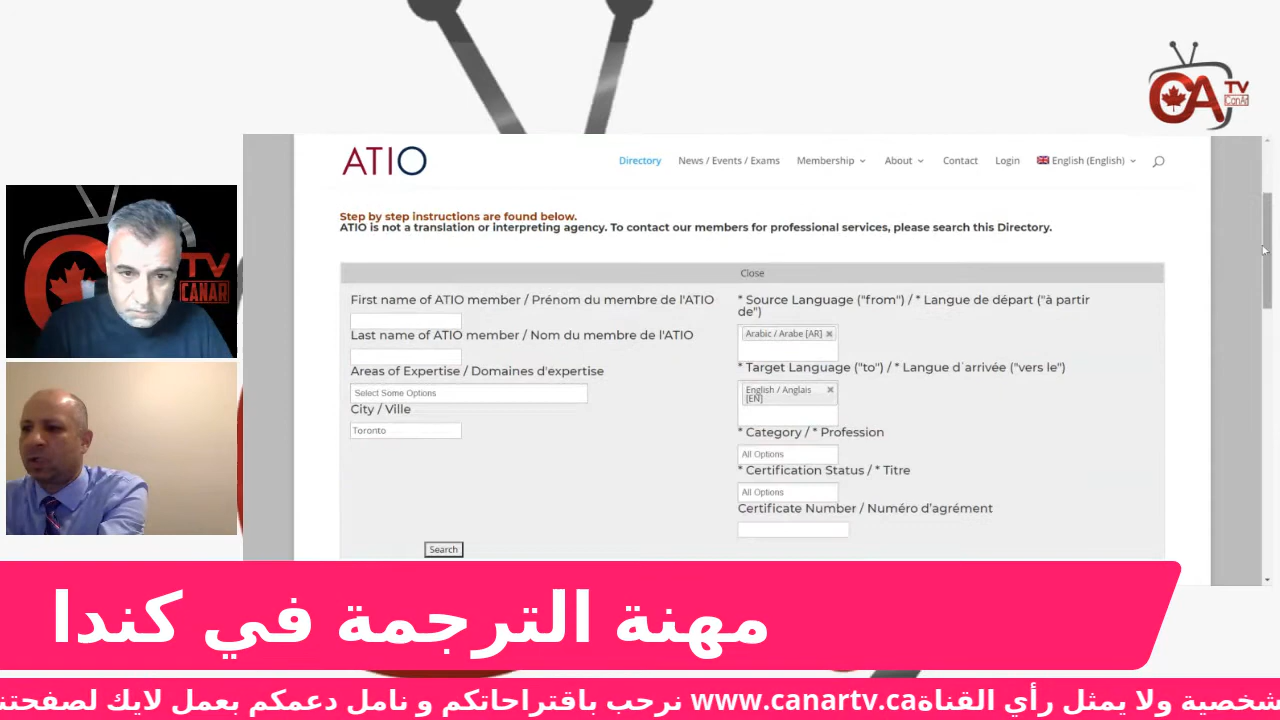 CA TV
CanAr
ATIO
Directory News / Events / Exams Membership About Contact Login English (English)
TV
CANAR
Step by step instructions are found below.
ATIO is not a translation or interpreting agency. To contact our members for professional services, please search this Directory.
Close
First name of ATIO member / Prénom du membre de l'ATIO
Last name of ATIO member / Nom du membre de l'ATIO
Areas of Expertise / Domaines d'expertise
Select Some Options
City / Ville
Toronto
* Source Language ("from") / * Langue de départ ("à partir
de")
Arabic / Arabe [AR]
* Target Language ("to") / * Langue d´arrivée ("vers le")
English / Anglais
[EN]
* Category / * Profession
All Options
* Certification Status / * Titre
All Options
Certificate Number / Numéro d’agrément
Search
مهنة الترجمة في كندا
شخصية ولا يمثل رأي القناةwww.canartv.ca نرحب باقتراحاتكم و نامل دعمكم بعمل لايك لصفحتنا